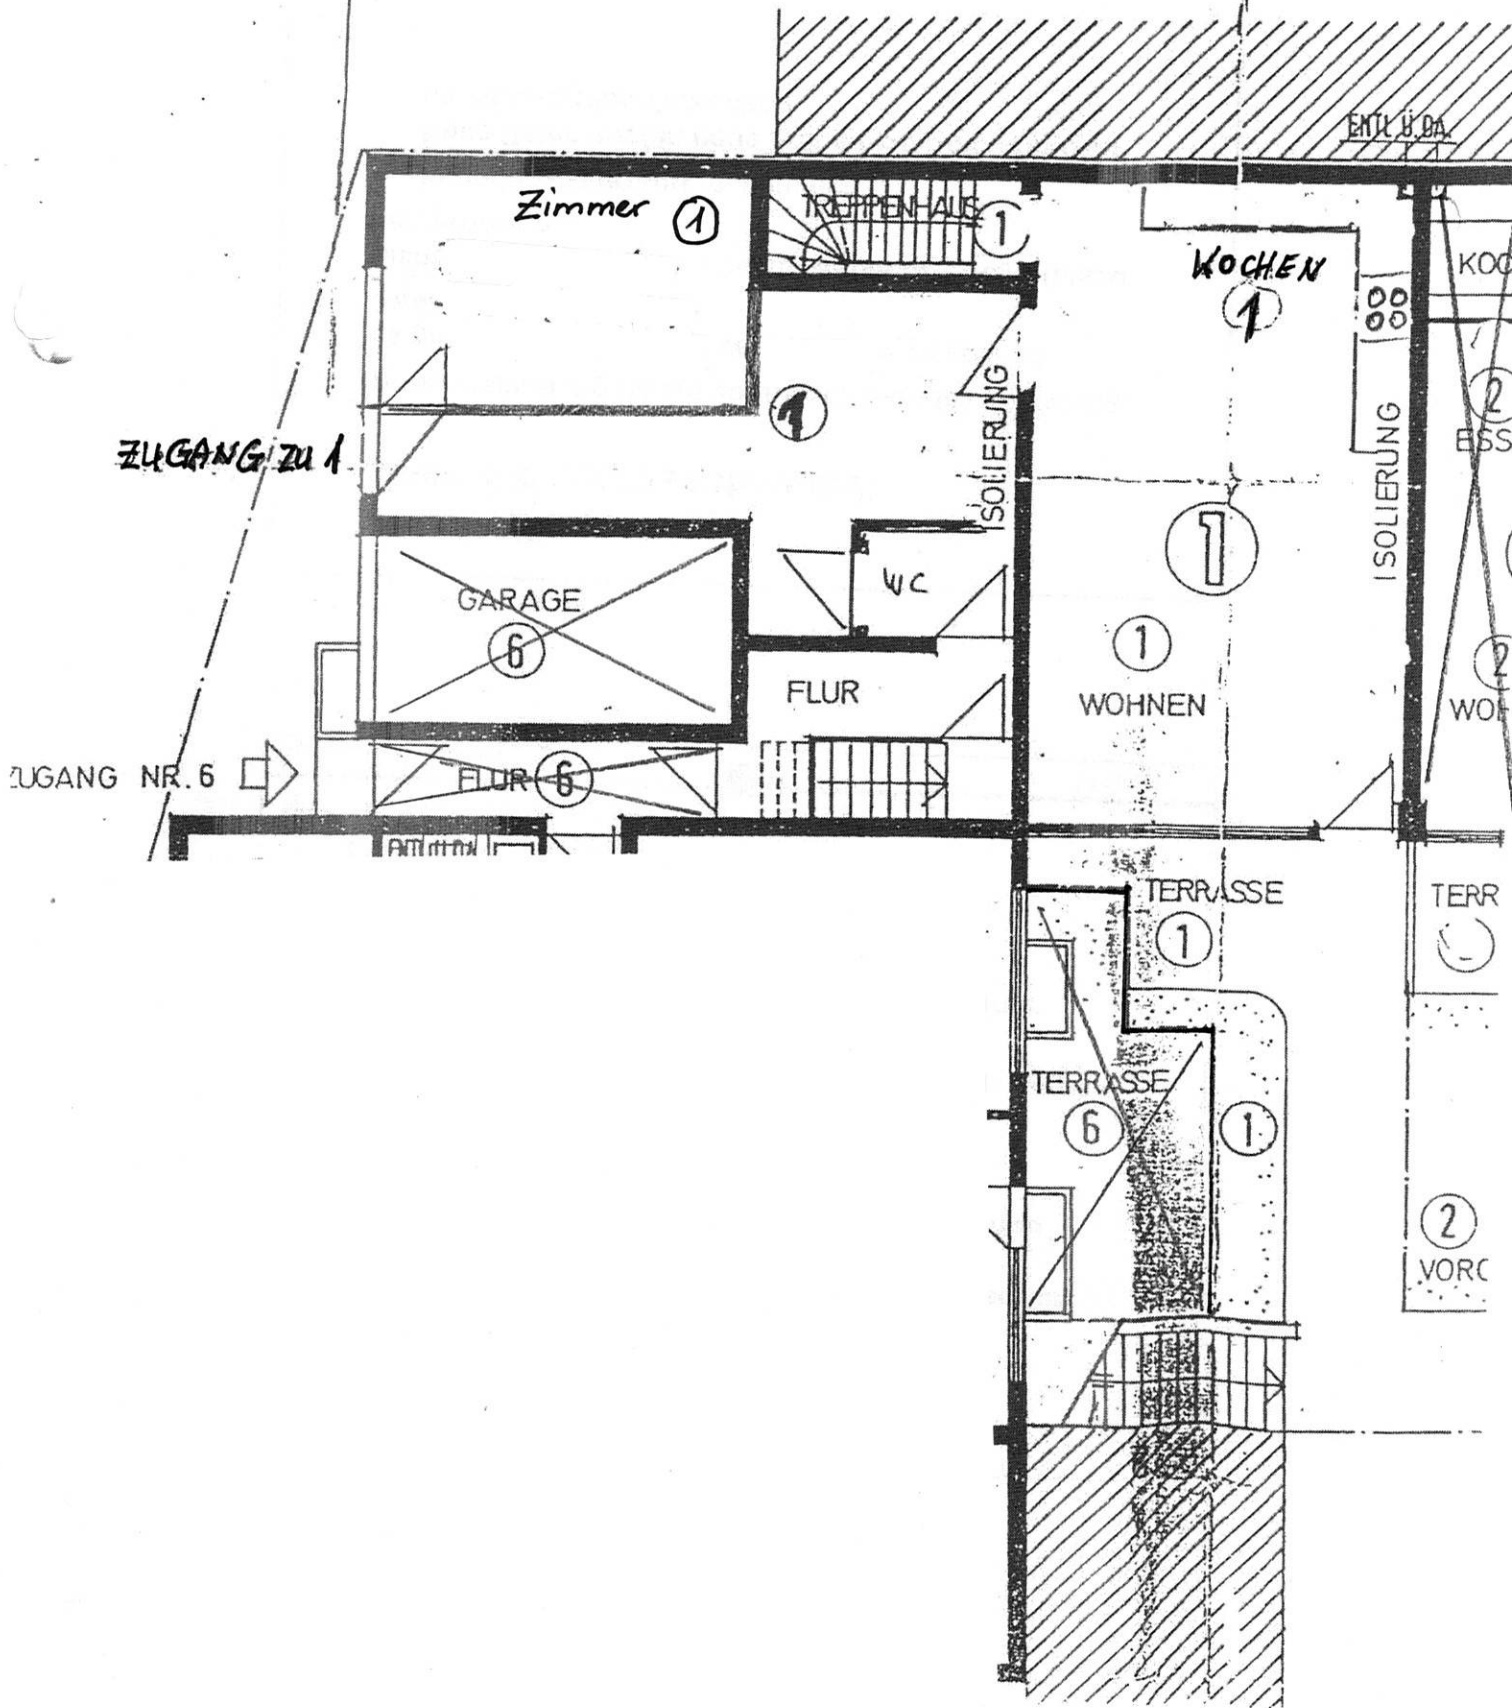 ENTL.Ü.DA.
Zimmer 1
TREPPENHAUS 1
KOCHEN
1
KOC
2
ESS
1
ISOLIERUNG
ISOLIERUNG
ZUGANG ZU 1
1
WC
GARAGE
6
1
WOHNEN
2
WOH
FLUR
ZUGANG NR.6
FLUR 6
TERRASSE
1
TERR
TERRASSE
6
1
2
VORG